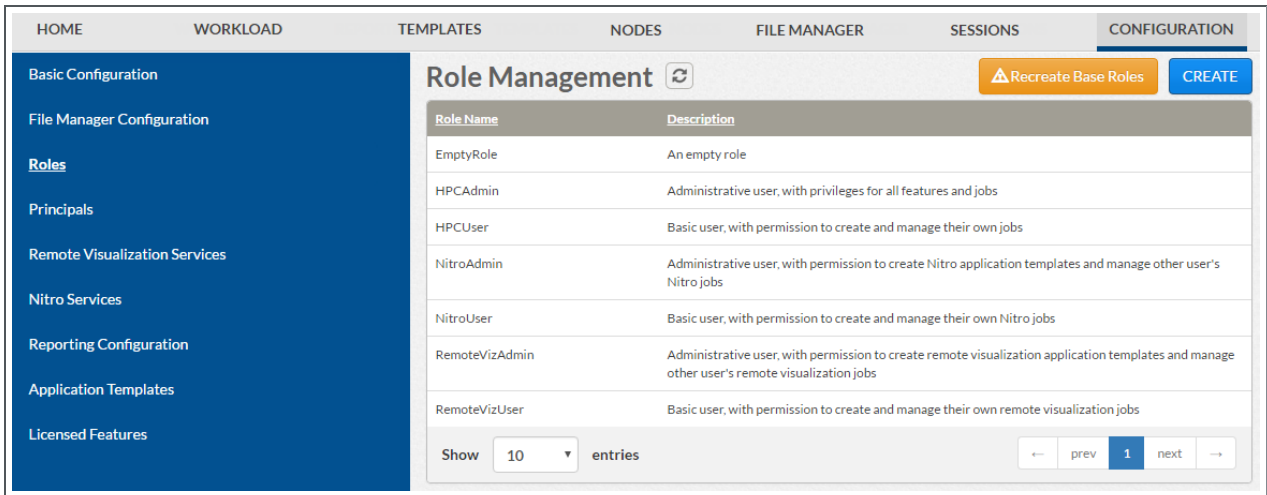 HOME WORKLOAD TEMPLATES NODES FILE MANAGER SESSIONS CONFIGURATION
Basic Configuration
File Manager Configuration
Roles
Principals
Remote Visualization Services
Nitro Services
Reporting Configuration
Application Templates
Licensed Features
Role Management Recreate Base Roles CREATE
Role Name Description
EmptyRole An empty role
HPCAdmin Administrative user, with privileges for all features and jobs
HPCUser Basic user, with permission to create and manage their own jobs
NitroAdmin Administrative user, with permission to create Nitro application templates and manage other user's
Nitro jobs
NitroUser Basic user, with permission to create and manage their own Nitro jobs
RemoteVizAdmin Administrative user, with permission to create remote visualization application templates and manage
other user's remote visualization jobs
RemoteVizUser Basic user, with permission to create and manage their own remote visualization jobs
Show 10 entries ← prev 1 next →